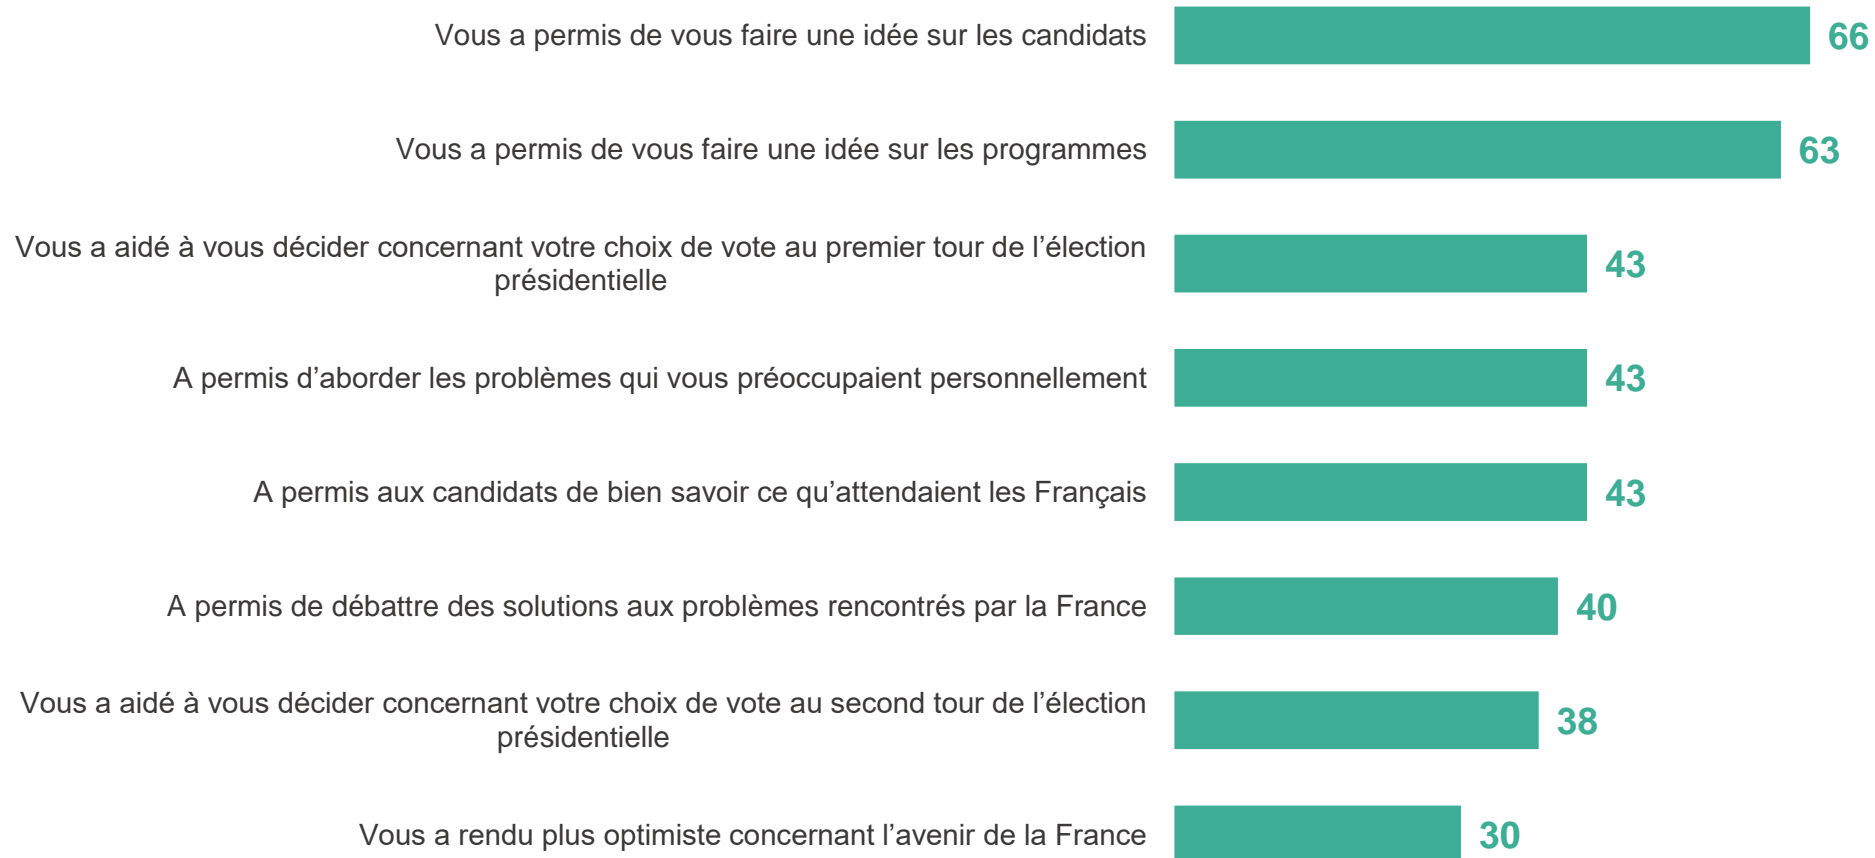 Vous a permis de vous faire une idée sur les candidats
66
Vous a permis de vous faire une idée sur les programmes
63
Vous a aidé à vous décider concernant votre choix de vote au premier tour de l’élection
présidentielle
43
A permis d’aborder les problèmes qui vous préoccupaient personnellement
43
A permis aux candidats de bien savoir ce qu’attendaient les Français
43
A permis de débattre des solutions aux problèmes rencontrés par la France
40
Vous a aidé à vous décider concernant votre choix de vote au second tour de l’élection
présidentielle
38
Vous a rendu plus optimiste concernant l’avenir de la France
30